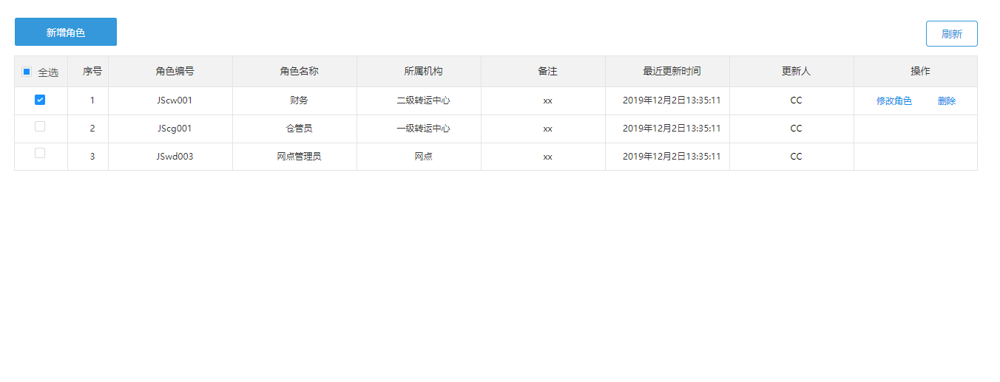 新增角色
刷新
全选 序号 角色编号 角色名称 所属机构 备注 最近更新时间 更新人 操作
1 JScw001 财务 二级转运中心 xx 2019年12月2日13:35:11 CC 修改角色 删除
2 JScg001 仓管员 一级转运中心 xx 2019年12月2日13:35:11 CC
3 JSwd003 网点管理员 网点 xx 2019年12月2日13:35:11 CC